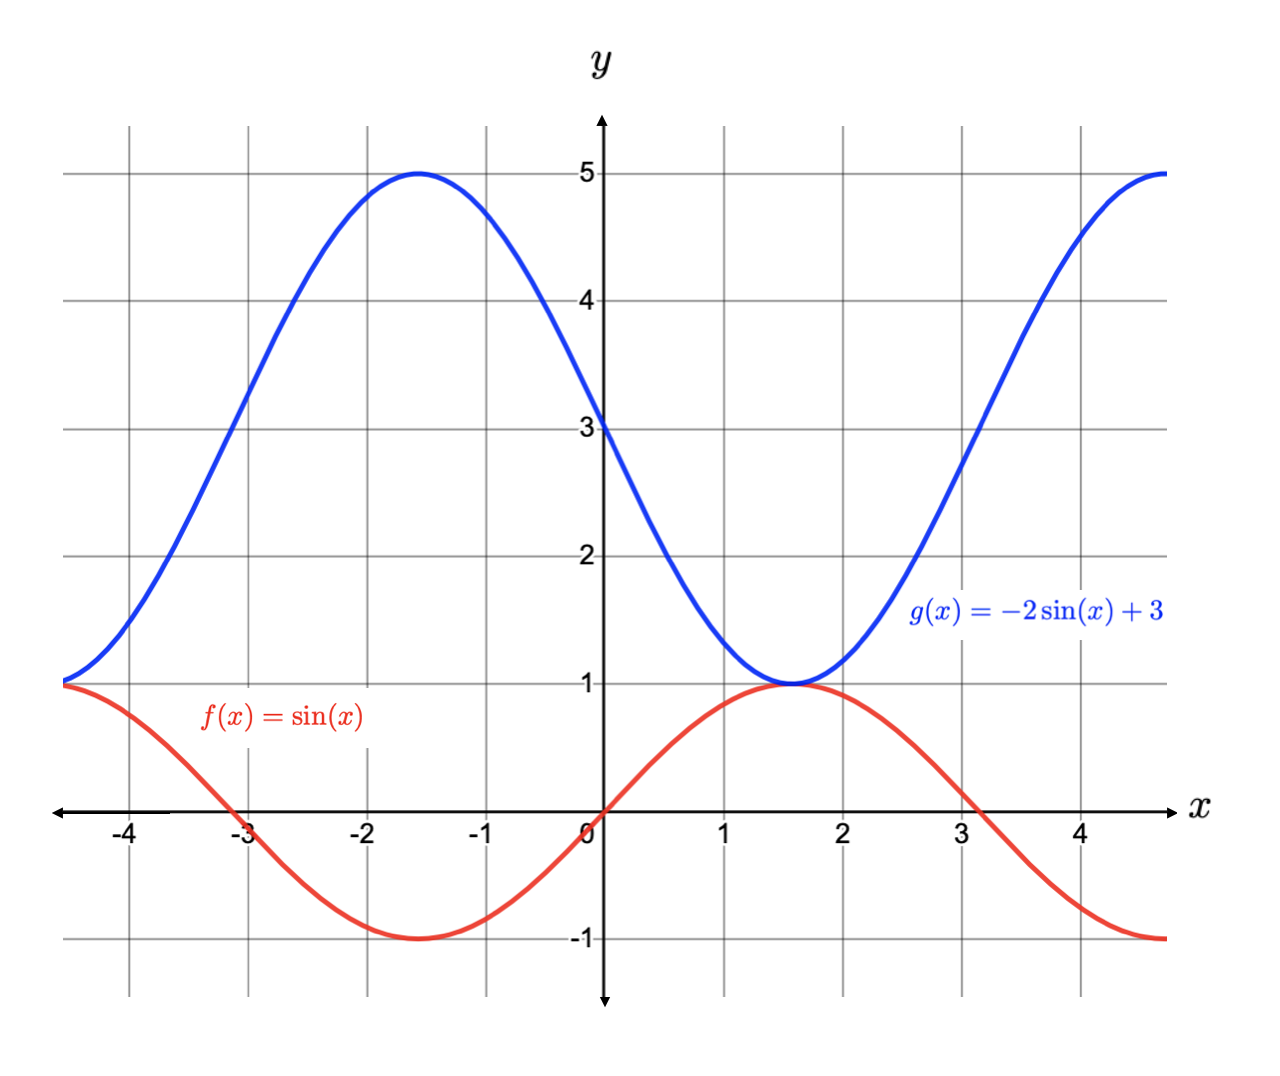 y
5
4
3
2
g(x) = −2 sin(x) + 3
1
f(x) = sin(x)
x
-4 -3 -2 -1 0 1 2 3 4
-1